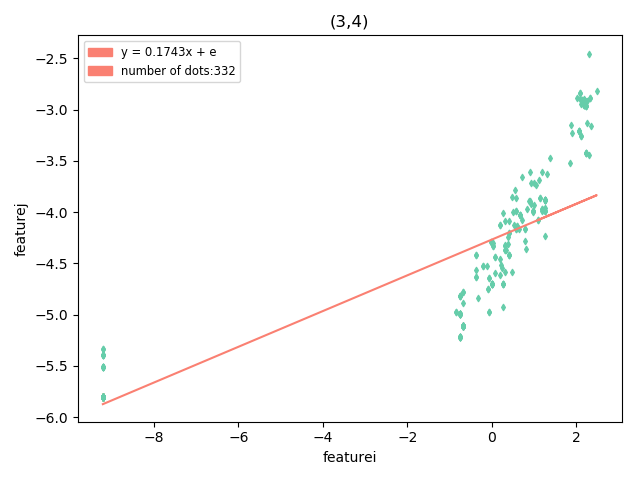 (3,4)
y = 0.1743x + e
number of dots:332
featurej
−2.5
−3.0
−3.5
−4.0
−4.5
−5.0
−5.5
−6.0
−8 −6 −4 −2 0 2
featurei